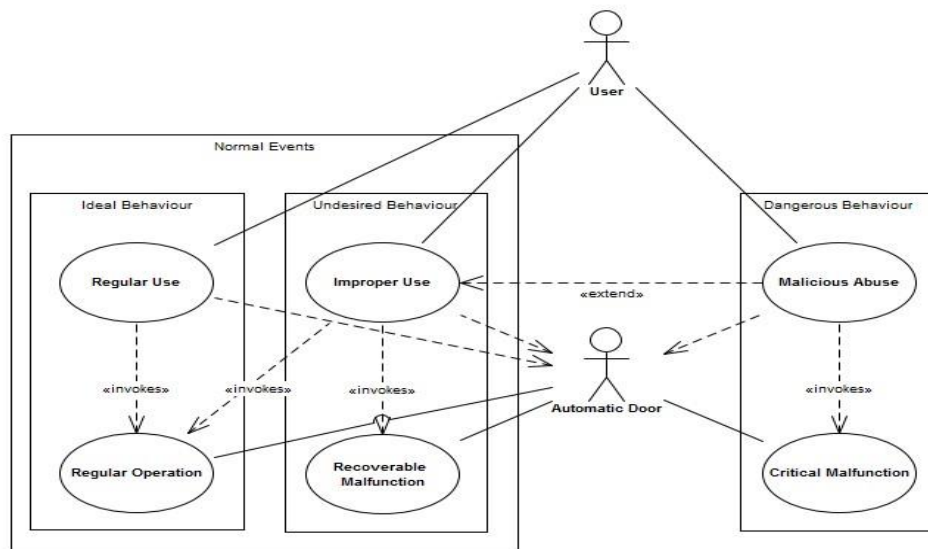 User
Normal Events
Ideal Behaviour
Undesired Behaviour
Dangerous Behaviour
Regular Use
Improper Use
Malicious Abuse
«extend»
«invokes»
«invokes»
«invokes»
«invokes»
Automatic Door
Regular Operation
Recoverable
Malfunction
Critical Malfunction